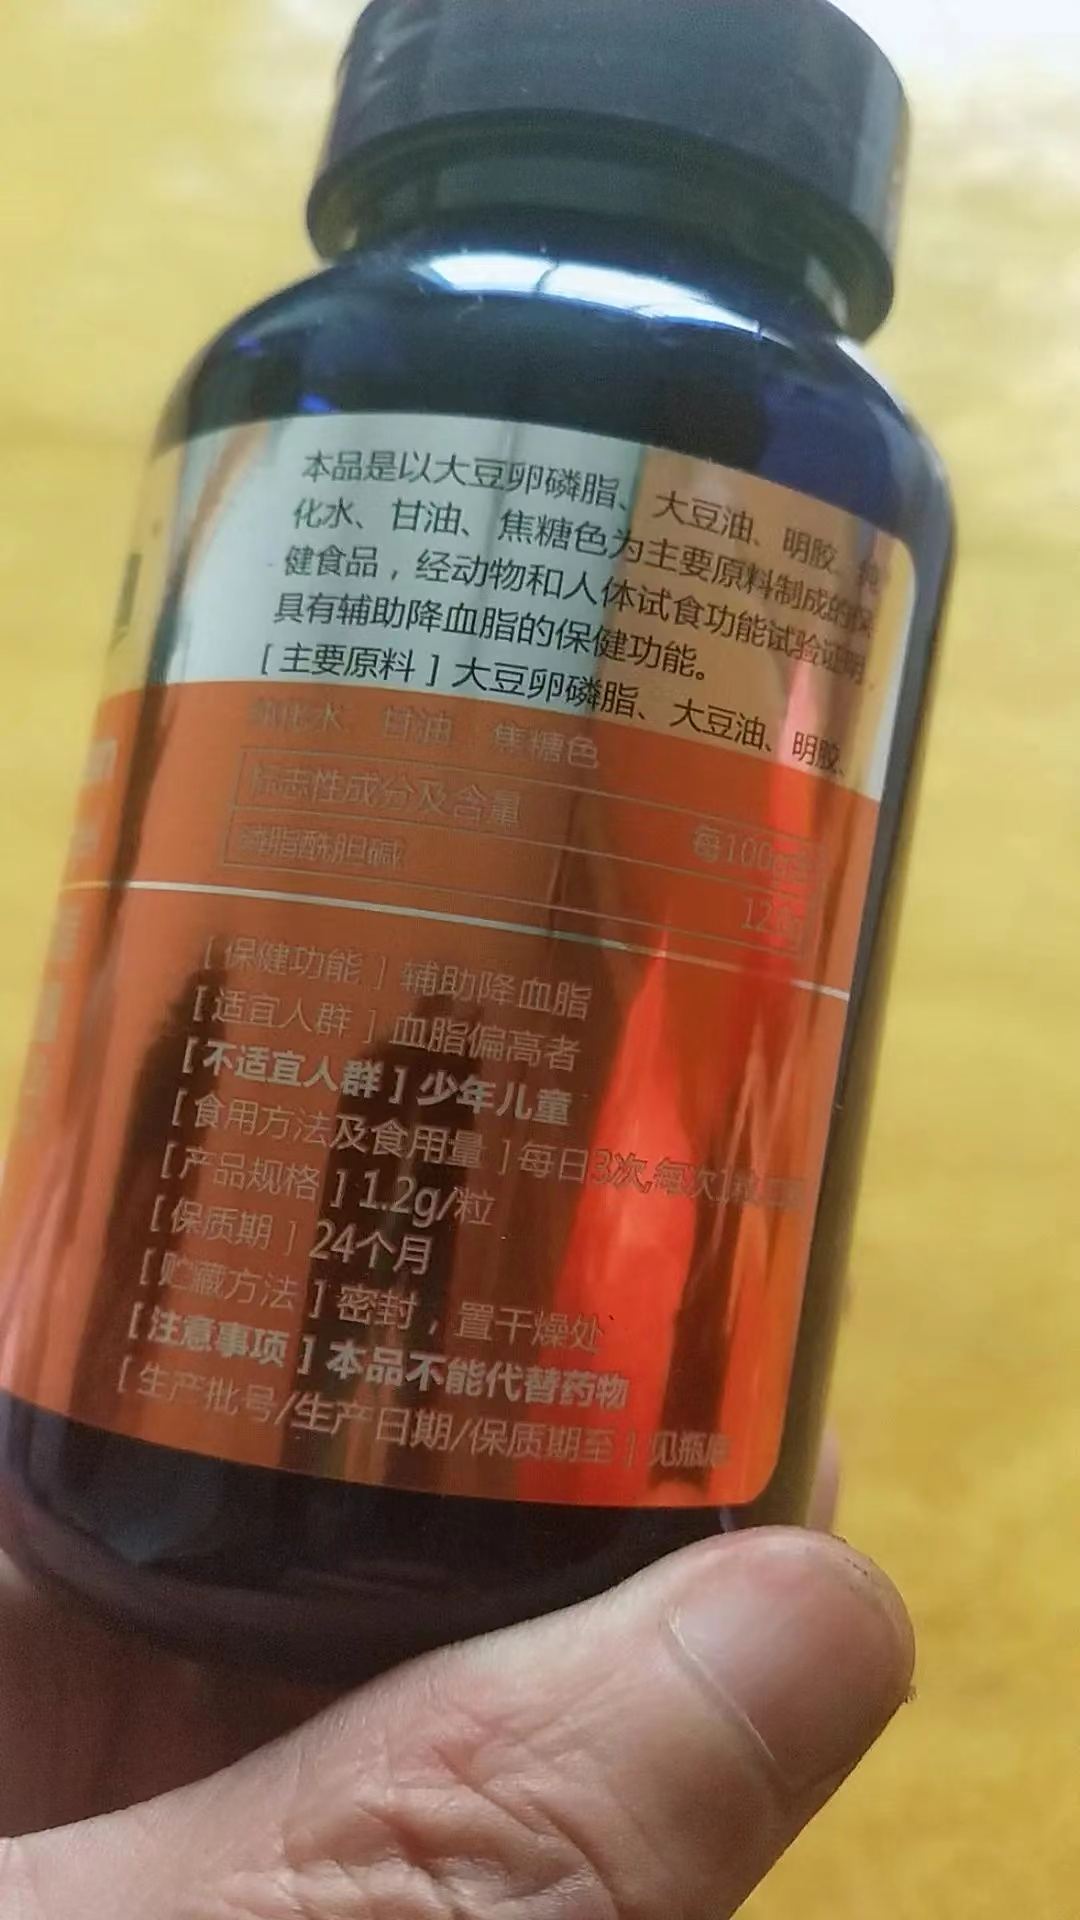 本品是以大豆卵磷脂、大豆油、明胶、纯
化水、甘油、焦糖色为主要原料制成的保
健食品，经动物和人体试食功能试验证明，
具有辅助降血脂的保健功能。
[主要原料] 大豆卵磷脂、大豆油、明胶、
纯化水、甘油、焦糖色
标志性成分及含量 每100g含
磷脂酰胆碱
[保健功能] 辅助降血脂
[适宜人群] 血脂偏高者
[不适宜人群] 少年儿童
[食用方法及食用量] 每日3次,每次1粒
[产品规格] 1.2g/粒
[保质期] 24个月
[贮藏方法] 密封，置干燥处
[注意事项] 本品不能代替药物
[生产批号/生产日期/保质期至] 见瓶